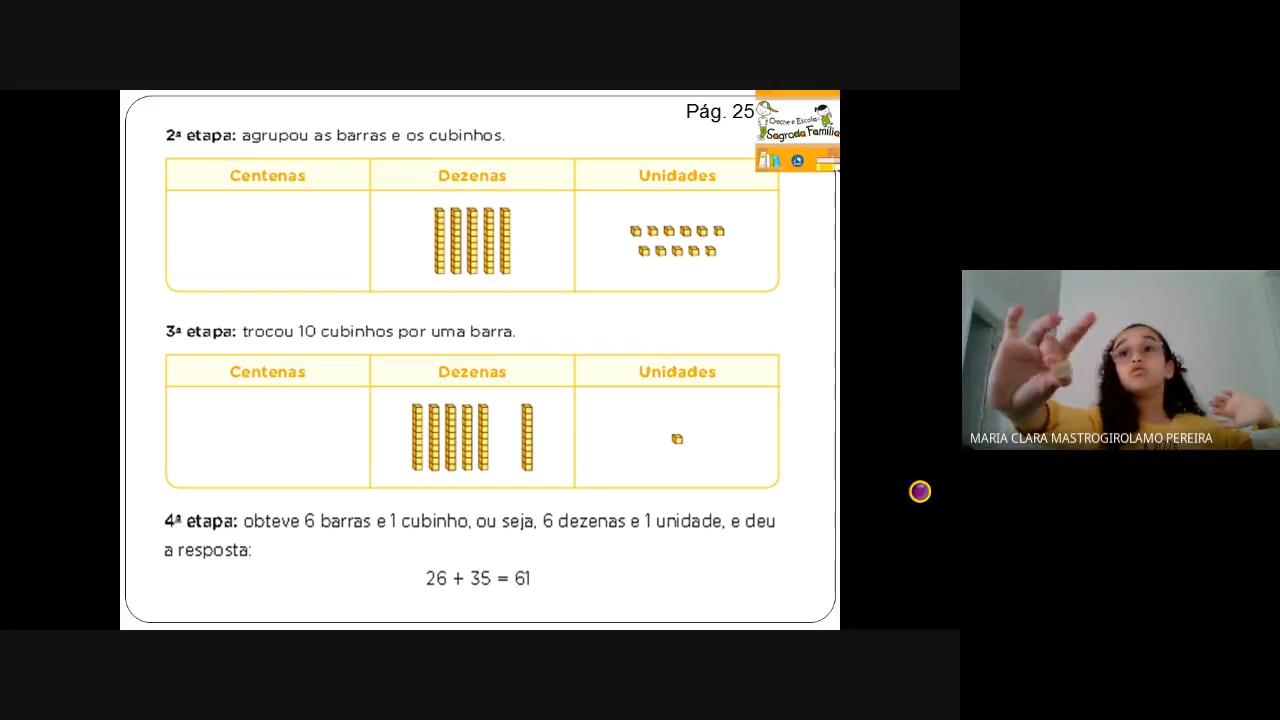 Pág. 25
Creche e Escola
Sagrada Família
2ª etapa: agrupou as barras e os cubinhos.
Centenas Dezenas Unidades
3ª etapa: trocou 10 cubinhos por uma barra.
Centenas Dezenas Unidades
4ª etapa: obteve 6 barras e 1 cubinho, ou seja, 6 dezenas e 1 unidade, e deu
a resposta:
26 + 35 = 61
MARIA CLARA MASTROGIROLAMO PEREIRA